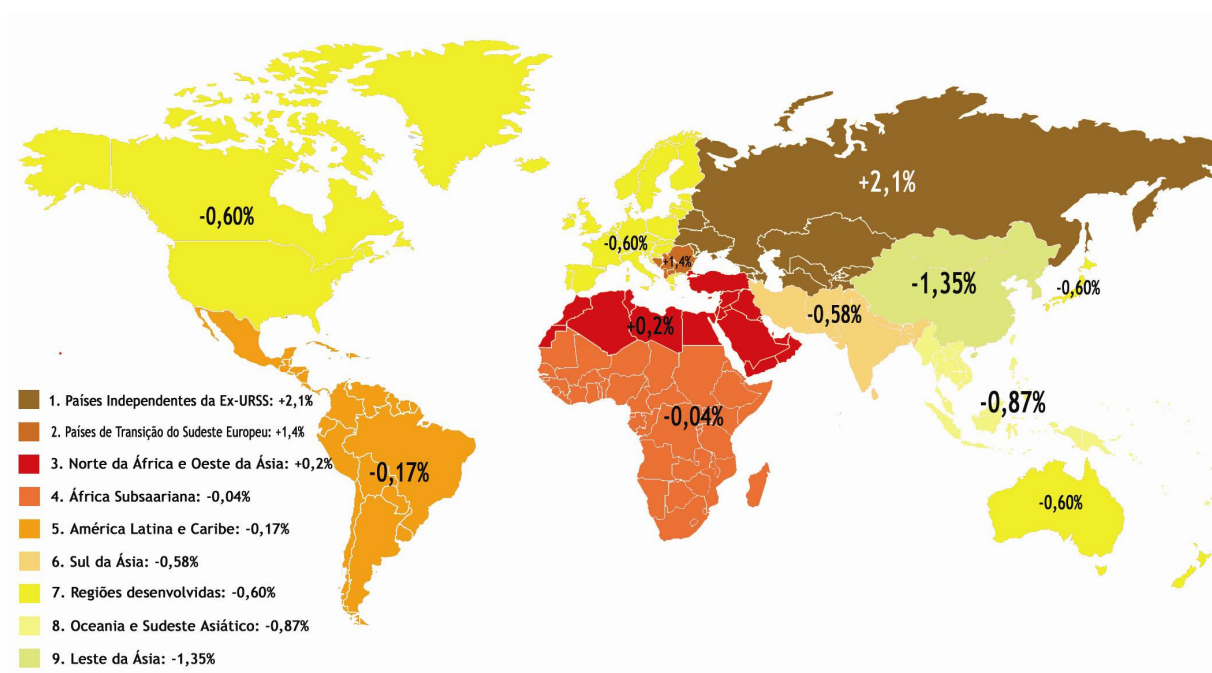 -0,60%
+2,1%
-0,60%
+1,4%
-1,35%
-0,60%
-0,58%
+0,2%
-0,87%
-0,04%
-0,17%
-0,60%
1. Países Independentes da Ex-URSS: +2,1%
2. Países de Transição do Sudeste Europeu: +1,4%
3. Norte da África e Oeste da Ásia: +0,2%
4. África Subsaariana: -0,04%
5. América Latina e Caribe: -0,17%
6. Sul da Ásia: -0,58%
7. Regiões desenvolvidas: -0,60%
8. Oceania e Sudeste Asiático: -0,87%
9. Leste da Ásia: -1,35%